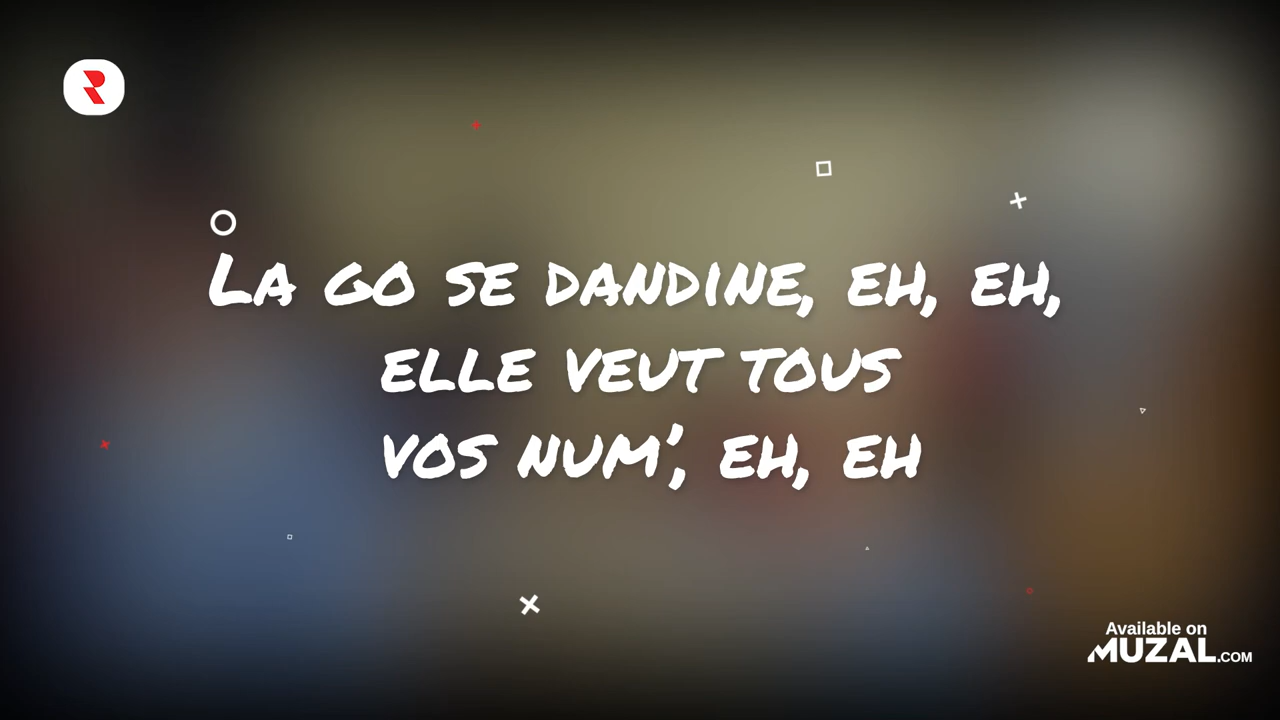 La go se dandine, eh, eh,
elle veut tous
vos num', eh, eh
Available on
MUZAL.COM